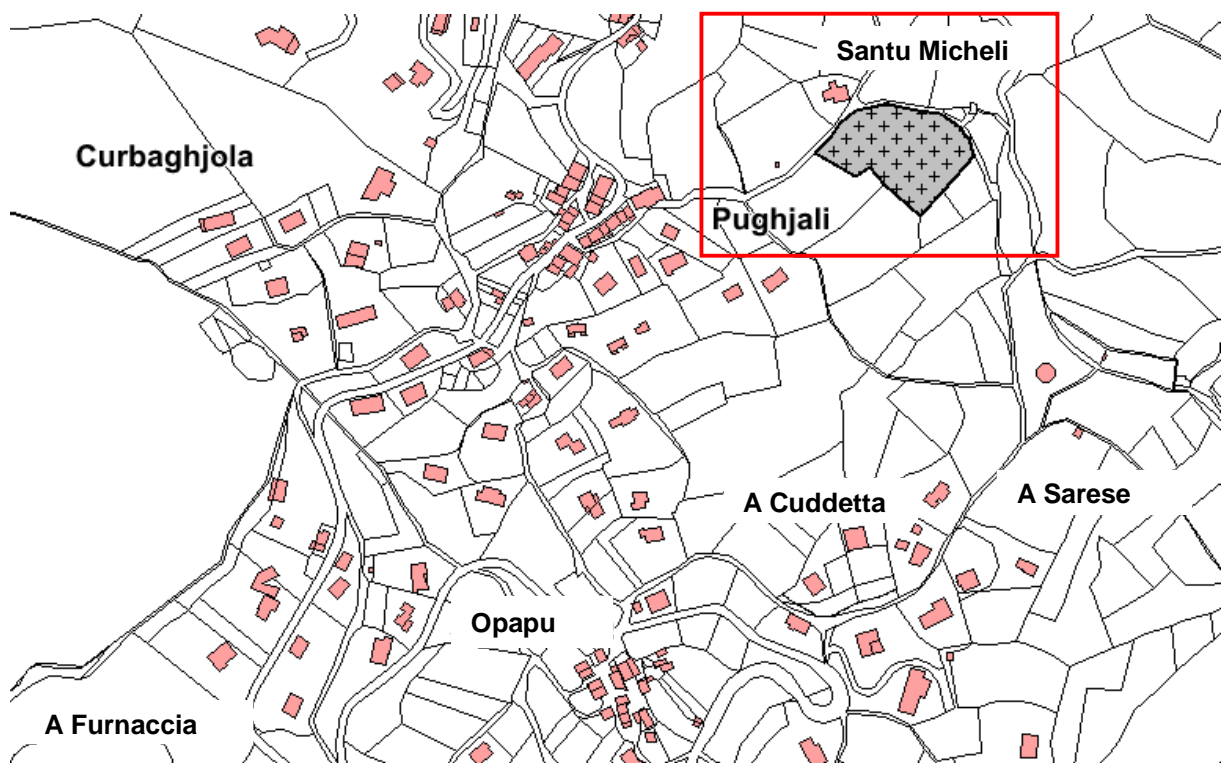 Santu Micheli
Curbaghjola
Pughjali
A Cuddetta
A Sarese
Opapu
A Furnaccia